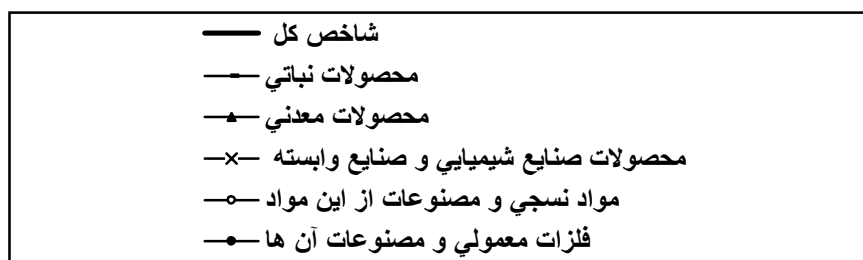 شاخص کل
محصولات نباتي
محصولات معدني
محصولات صنايع شيميايي و صنايع وابسته
مواد نسجي و مصنوعات از اين مواد
فلزات معمولي و مصنوعات آن ها